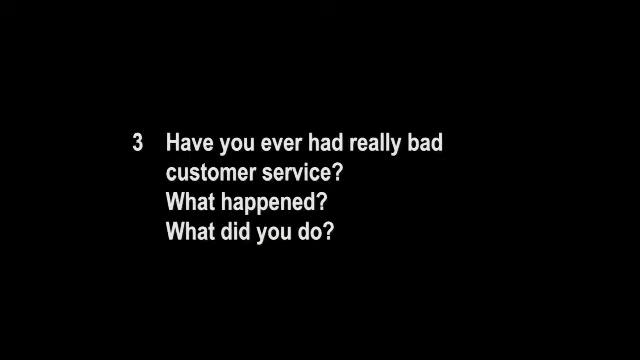 3 Have you ever had really bad
customer service?
What happened?
What did you do?